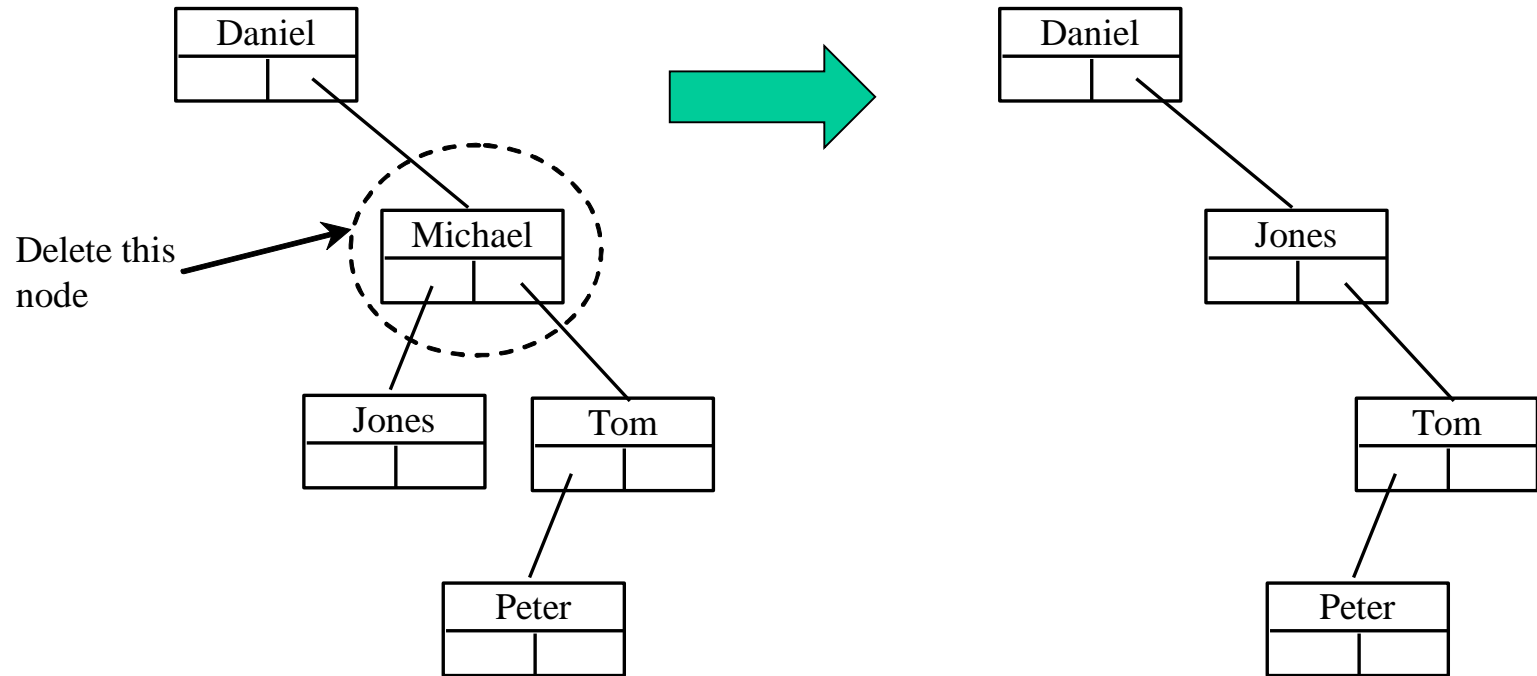 Daniel
Michael
Delete this
node
Jones
Tom
Peter
Daniel
Jones
Tom
Peter